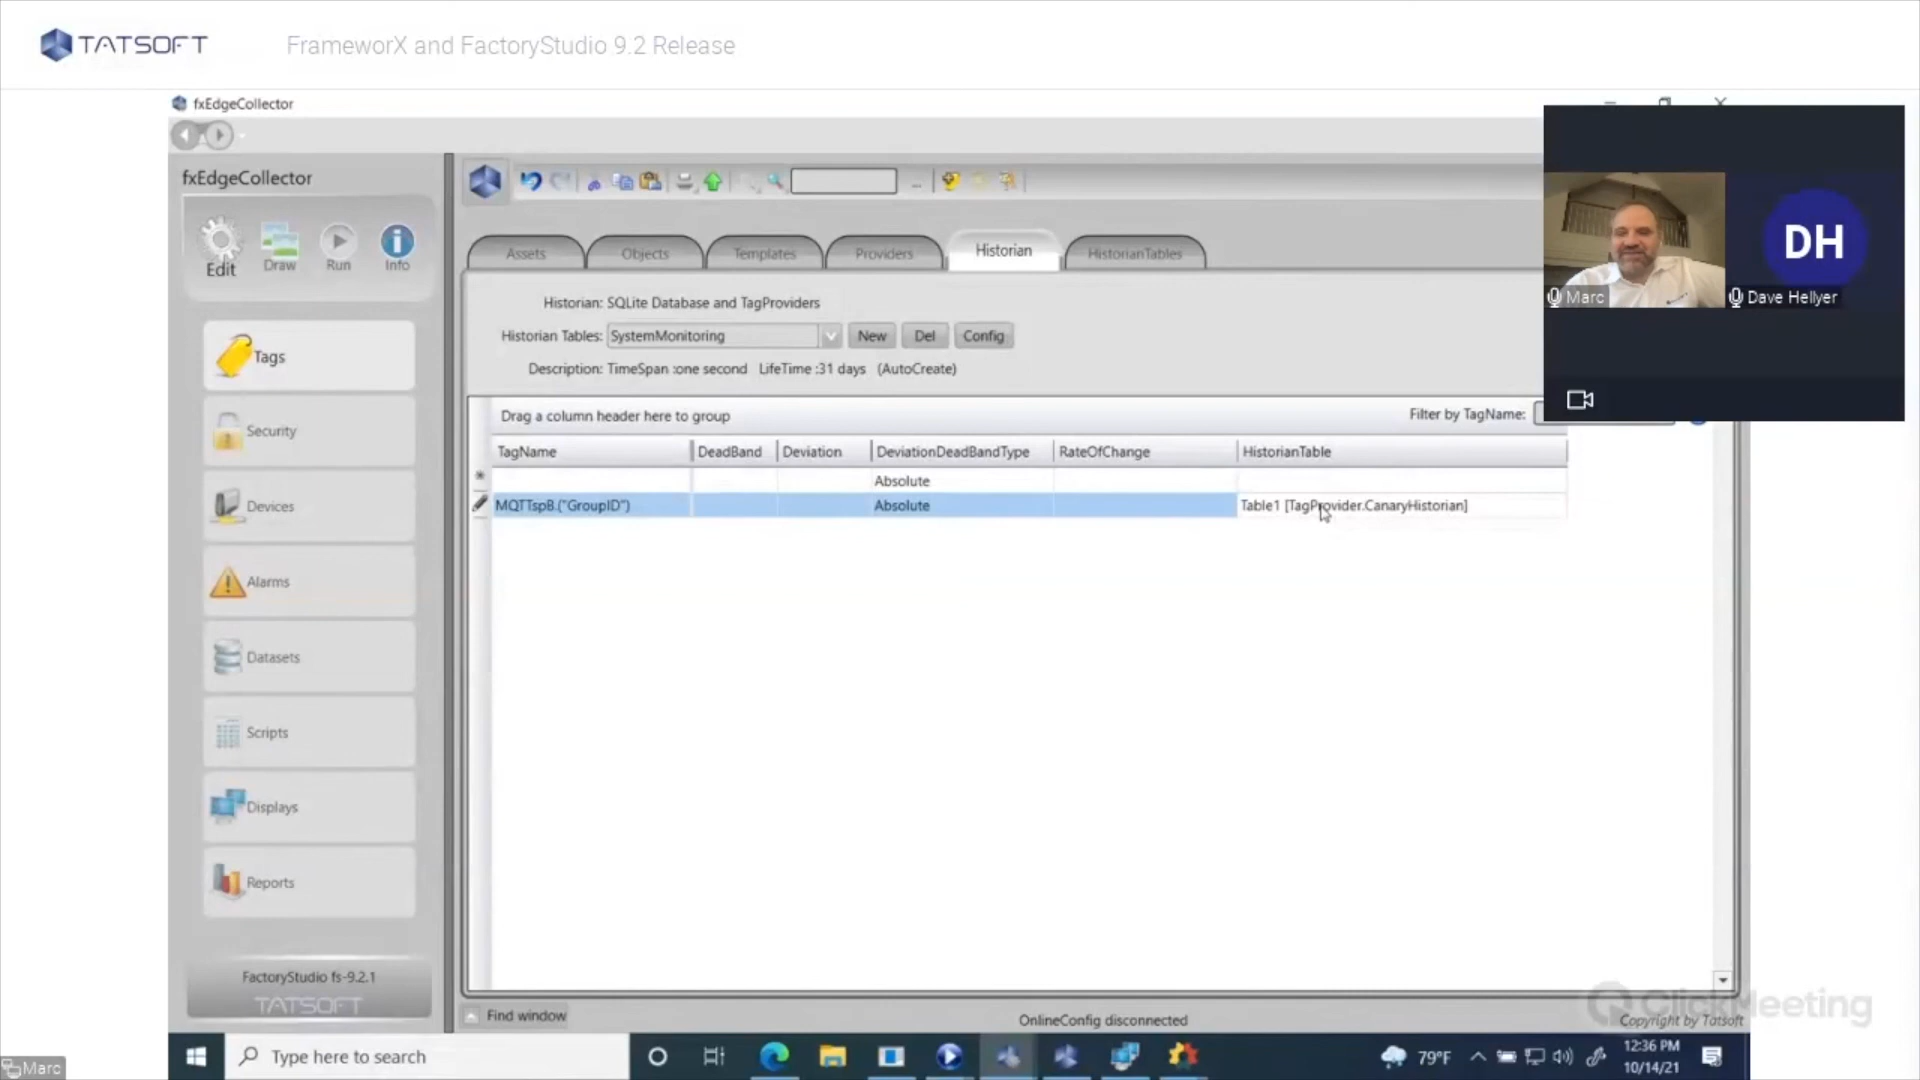 TATSOFT
FrameworX and FactoryStudio 9.2 Release
fxEdgeCollector
fxEdgeCollector
Edit
Draw
Run
Info
Tags
Security
Devices
Alarms
Datasets
Scripts
Displays
Reports
FactoryStudio fs-9.2.1
TATSOFT
Assets
Objects
Templates
Providers
Historian
HistorianTables
Historian: SQLite Database and TagProviders
Historian Tables: SystemMonitoring New Del Config
Description: TimeSpan :one second LifeTime :31 days (AutoCreate)
Drag a column header here to group
Filter by TagName:
TagName DeadBand Deviation DeviationDeadBandType RateOfChange HistorianTable
Absolute
MQTTspB.("GroupID") Absolute Table1 [TagProvider.CanaryHistorian]
Marc
DH
Dave Hellyer
Find window
OnlineConfig disconnected
ClickMeeting
Copyright by Tatsoft
Type here to search
79°F
12:36 PM
10/14/21
Marc